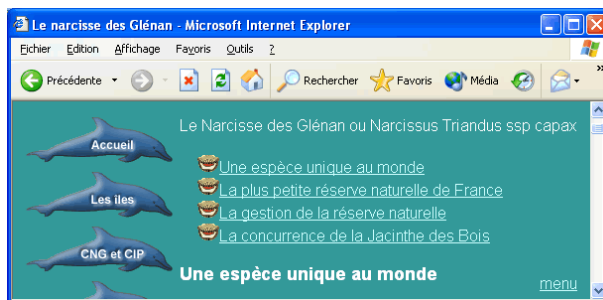 Le narcisse des Glénan - Microsoft Internet Explorer
Fichier Edition Affichage Favoris Outils ?
Précédente Rechercher Favoris Média »
Accueil
Les iles
CNG et CIP
Le Narcisse des Glénan ou Narcissus Triandus ssp capax
Une espèce unique au monde
La plus petite réserve naturelle de France
La gestion de la réserve naturelle
La concurrence de la Jacinthe des Bois
Une espèce unique au monde
menu